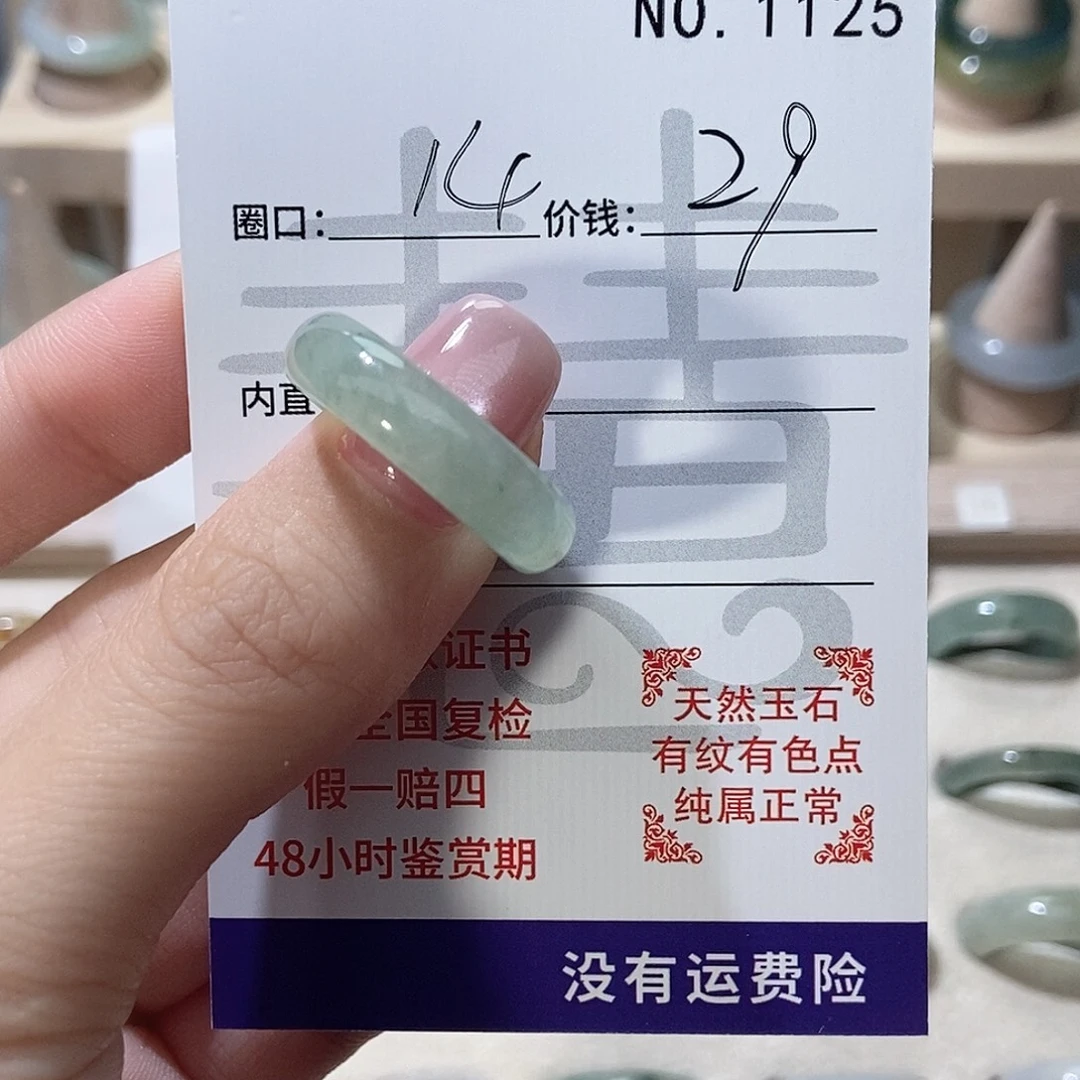 NO. 1125
圈口: 14 价钱: 29
内直
证书
全国复检
假一赔四
48小时鉴赏期
天然玉石
有纹有色点
纯属正常
没有运费险